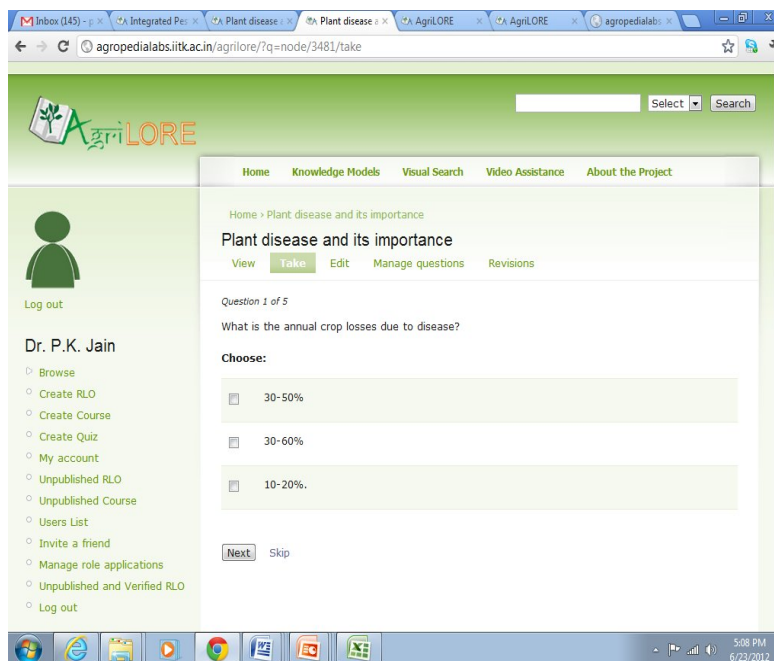 Inbox (145) - p
Integrated Pes
Plant disease a
Plant disease a
AgriLORE
AgriLORE
agropedialabs
agropedialabs.iitk.ac.in/agrilore/?q=node/3481/take
Select
Search
AgriLORE
Home Knowledge Models Visual Search Video Assistance About the Project
Home › Plant disease and its importance
Plant disease and its importance
View Take Edit Manage questions Revisions
Log out
Question 1 of 5
What is the annual crop losses due to disease?
Choose:
30-50%
30-60%
10-20%.
Next Skip
Dr. P.K. Jain
Browse
Create RLO
Create Course
Create Quiz
My account
Unpublished RLO
Unpublished Course
Users List
Invite a friend
Manage role applications
Unpublished and Verified RLO
Log out
5:08 PM
6/23/2012